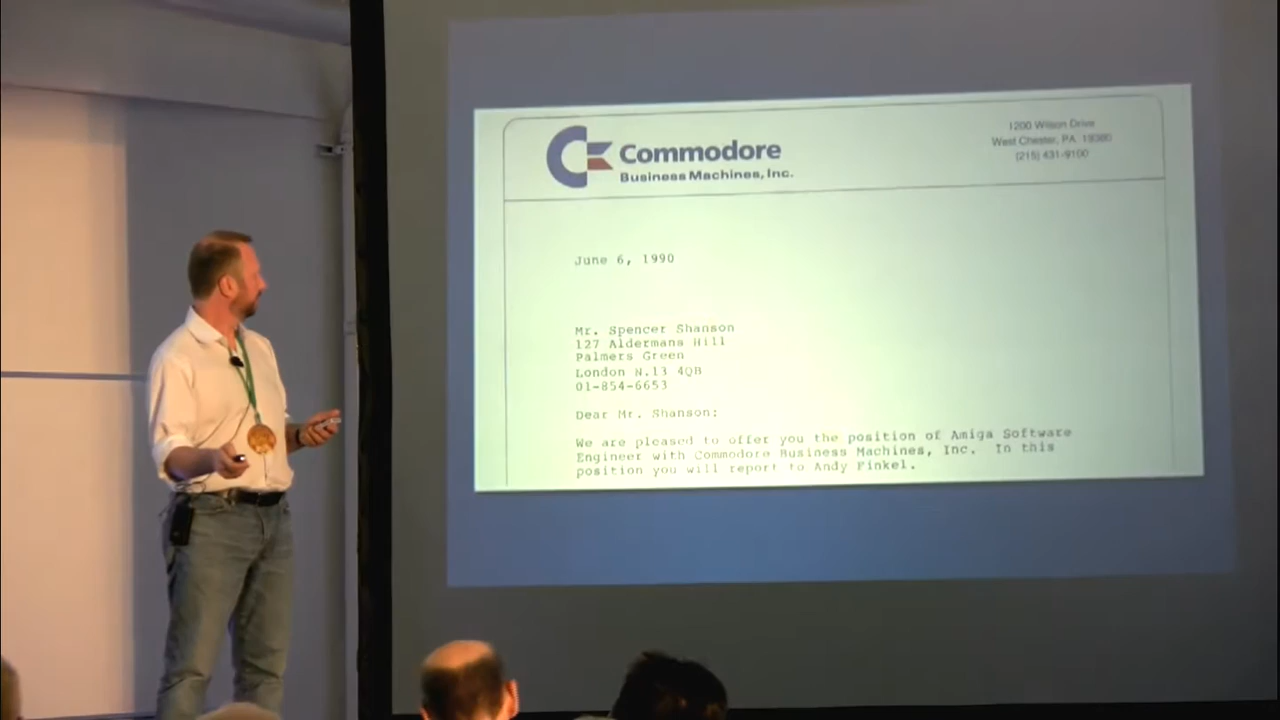 Commodore
Business Machines, Inc.
1200 Wilson Drive
West Chester, PA 19380
(215) 431-9100
June 6, 1990
Mr. Spencer Shanson
127 Aldermans Hill
Palmers Green
London N.13 4QB
01-854-6653
Dear Mr. Shanson:
We are pleased to offer you the position of Amiga Software
Engineer with Commodore Business Machines, Inc. In this
position you will report to Andy Finkel.